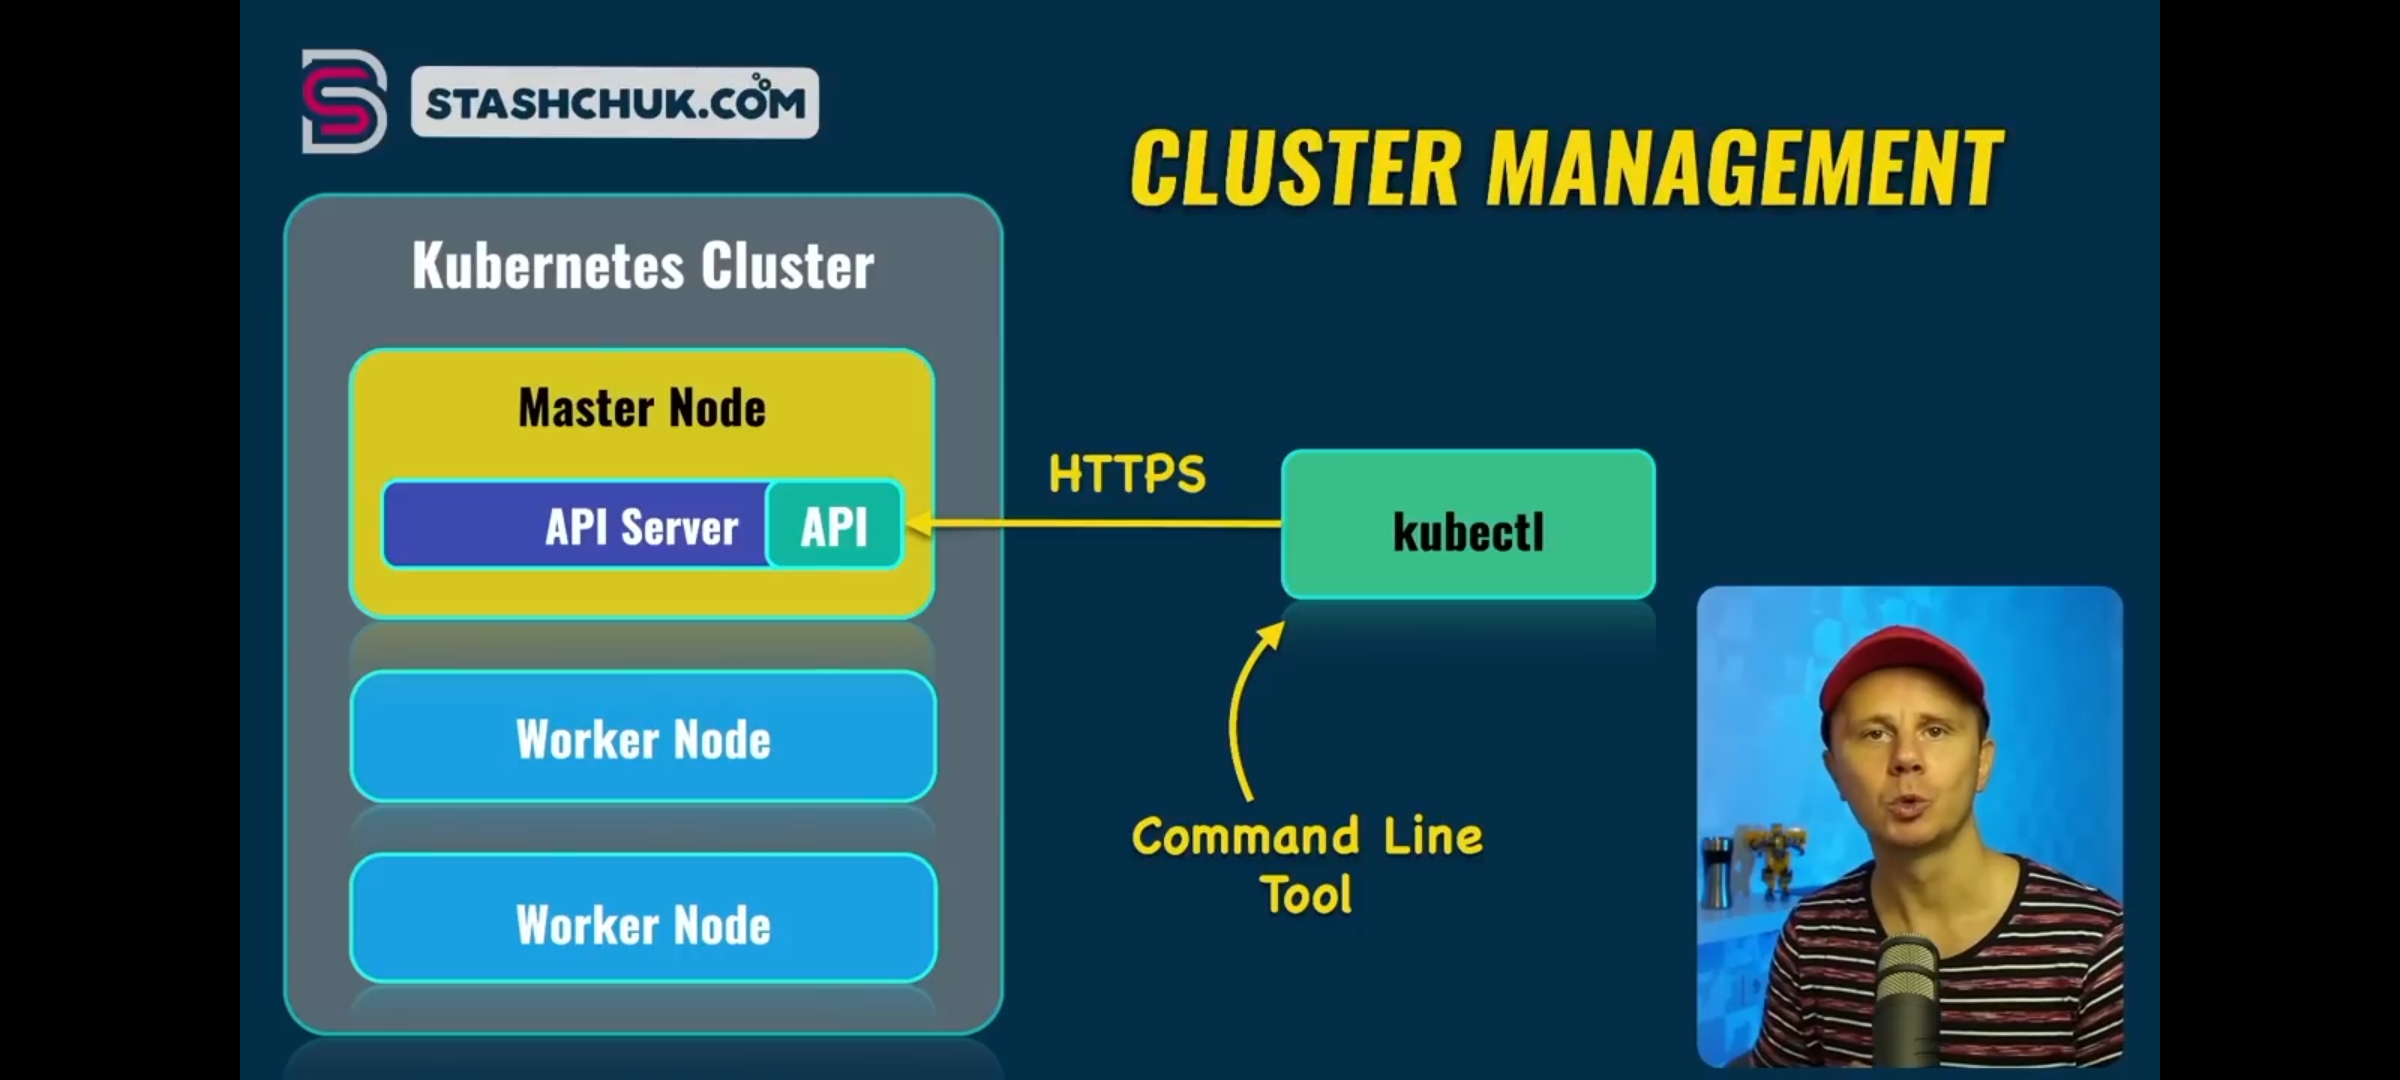 STASHCHUK.COM
CLUSTER MANAGEMENT
Kubernetes Cluster
Master Node
API Server
API
HTTPS
kubectl
Worker Node
Command Line
Tool
Worker Node